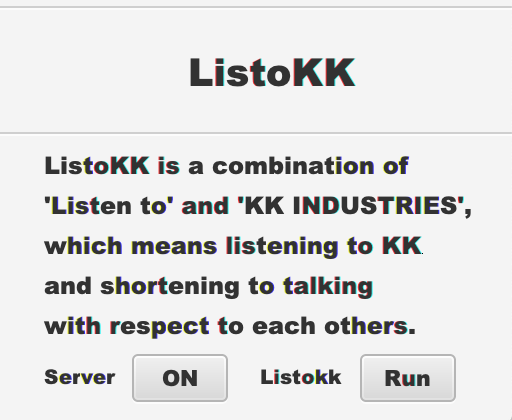 ListoKK
ListoKK is a combination of
'Listen to' and 'KK INDUSTRIES',
which means listening to KK.
and shortening to talking
with respect to each others.
Server ON Listokk Run